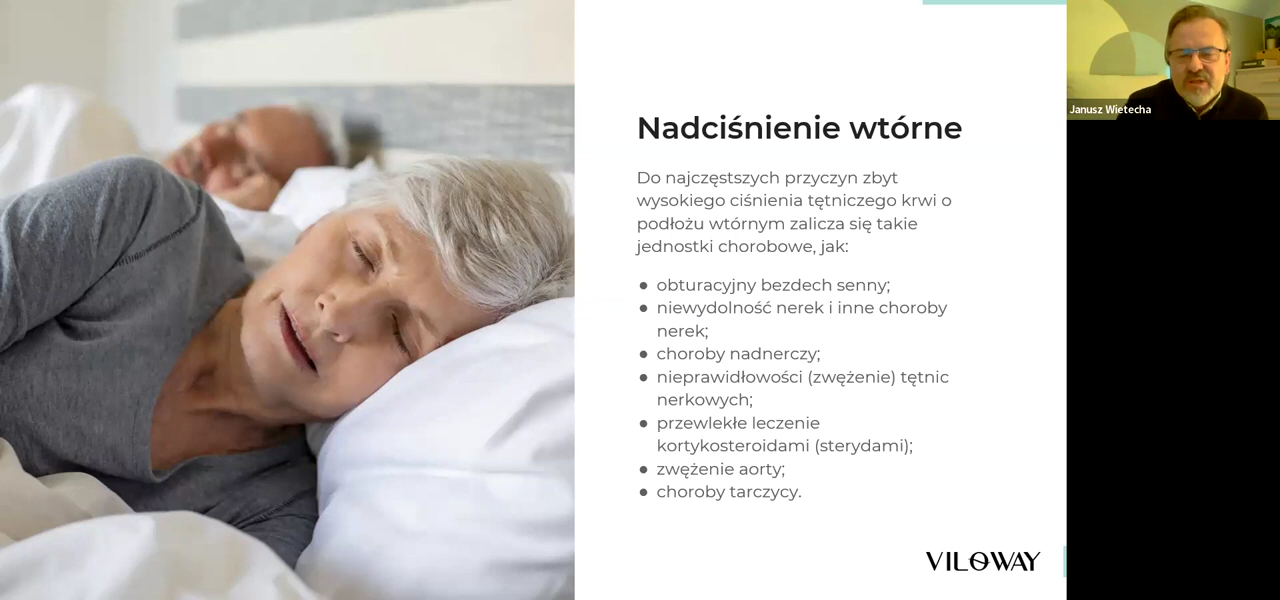 Nadciśnienie wtórne
Do najczęstszych przyczyn zbyt
wysokiego ciśnienia tętniczego krwi o
podłożu wtórnym zalicza się takie
jednostki chorobowe, jak:
● obturacyjny bezdech senny;
● niewydolność nerek i inne choroby
nerek;
● choroby nadnerczy;
● nieprawidłowości (zwężenie) tętnic
nerkowych;
● przewlekłe leczenie
kortykosteroidami (sterydami);
● zwężenie aorty;
● choroby tarczycy.
VILOWAY
Janusz Wietecha